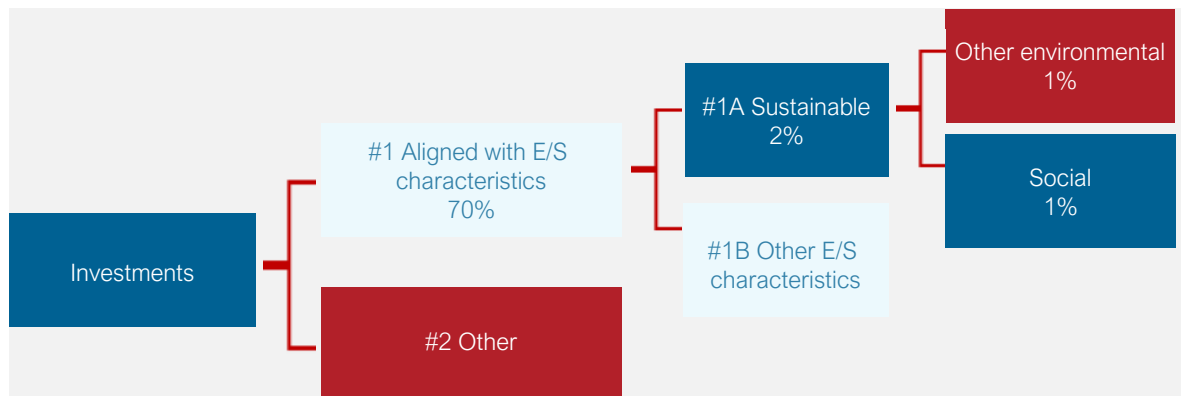 Investments
#1 Aligned with E/S
characteristics
70%
#2 Other
#1A Sustainable
2%
#1B Other E/S
characteristics
Other environmental
1%
Social
1%